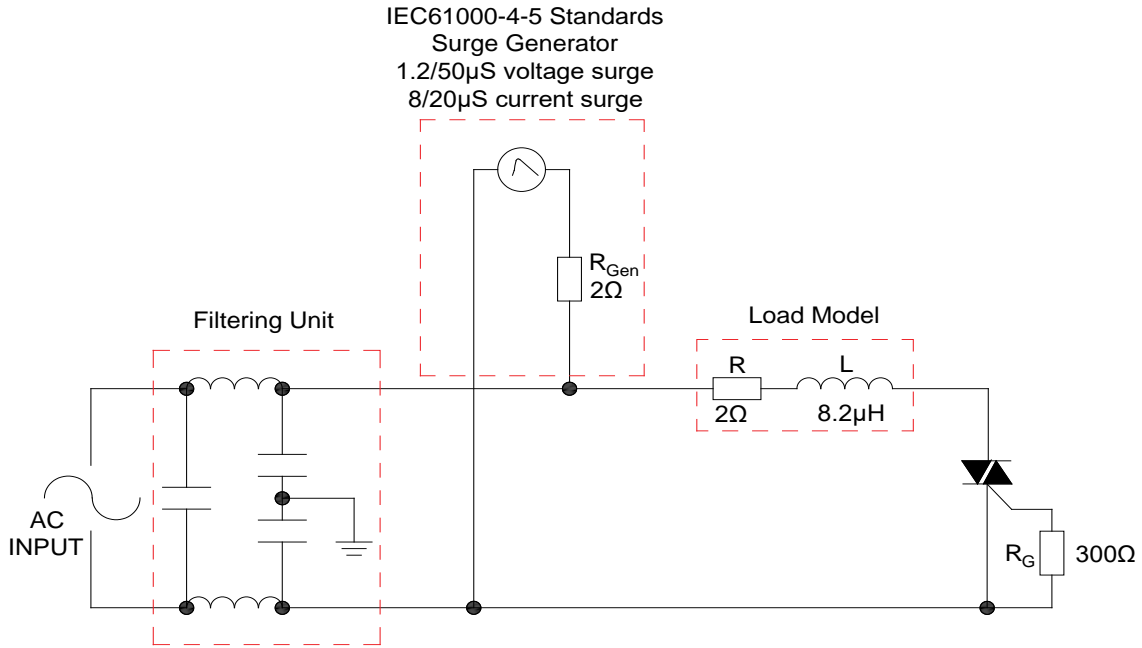 IEC61000-4-5 Standards
Surge Generator
1.2/50µS voltage surge
8/20µS current surge
RGen
2Ω
Filtering Unit
Load Model
R
L
2Ω
8.2µH
AC
INPUT
RG
300Ω